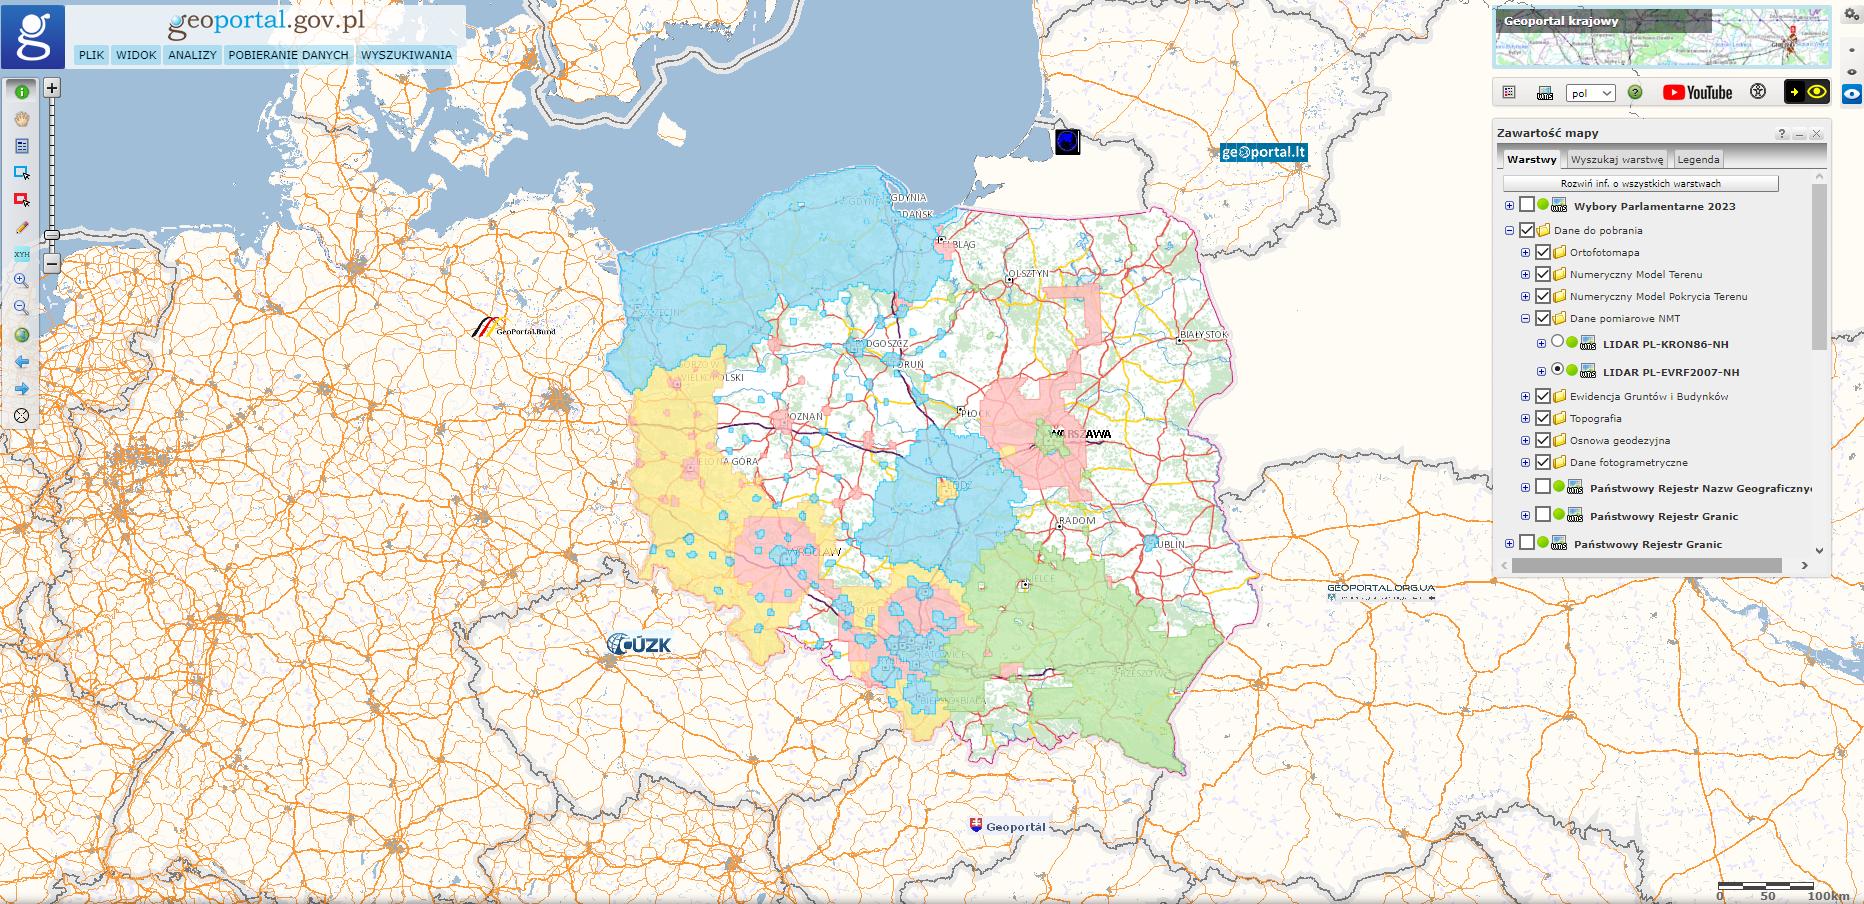 geoportal.gov.pl
PLIK
WIDOK
ANALIZY
POBIERANIE DANYCH
WYSZUKIWANIA
XYH
Geoportal krajowy
pol
YouTube
Zawartość mapy
Warstwy
Wyszukaj warstwę
Legenda
Rozwiń inf. o wszystkich warstwach
Wybory Parlamentarne 2023
Dane do pobrania
Ortofotomapa
Numeryczny Model Terenu
Numeryczny Model Pokrycia Terenu
Dane pomiarowe NMT
LIDAR PL-KRON86-NH
LIDAR PL-EVRF2007-NH
Ewidencja Gruntów i Budynków
Topografia
Osnowa geodezyjna
Dane fotogrametryczne
Państwowy Rejestr Nazw Geograficznyc
Państwowy Rejestr Granic
Państwowy Rejestr Granic
geoportal.lt
GDYNIA
GDAŃSK
ELBLĄG
OLSZTYN
SZCZECIN
GeoPortal.Bund
BIAŁYSTOK
BYDGOSZCZ
TORUŃ
GORZÓW
WIELKOPOLSKI
POZNAŃ
PŁOCK
WARSZAWA
ZIELONA GÓRA
ŁÓDŹ
RADOM
LUBLIN
WROCŁAW
KIELCE
OPOLE
GEOPORTAL.ORG.UA
ČÚZK
KATOWICE
RZESZÓW
BIELSKO-BIAŁA
Geoportál
0 50 100km